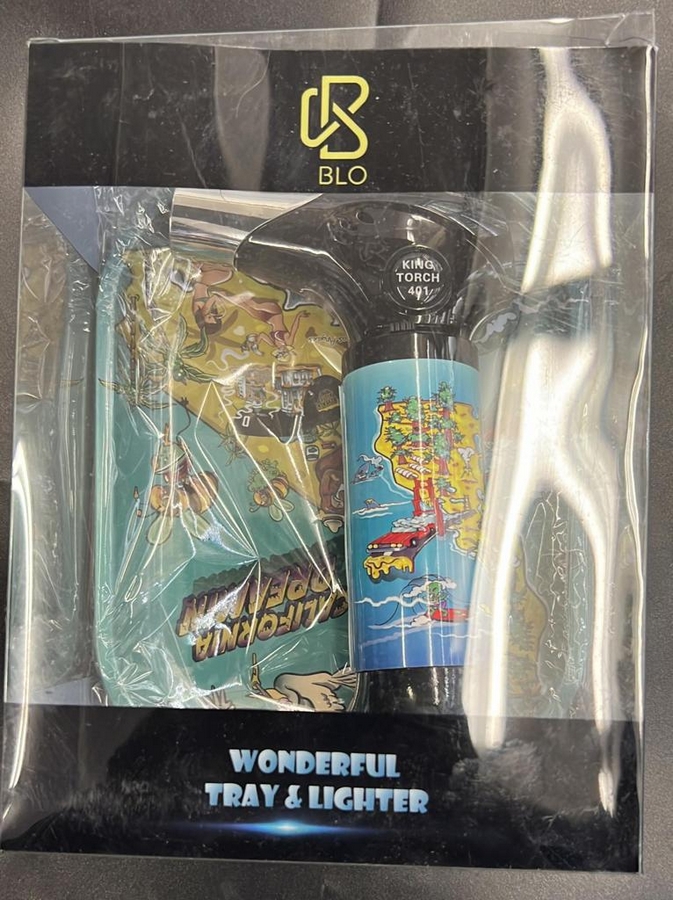 BLO
KING
TORCH
401
CALIFORNIA
DREAMIN
WONDERFUL
TRAY & LIGHTER